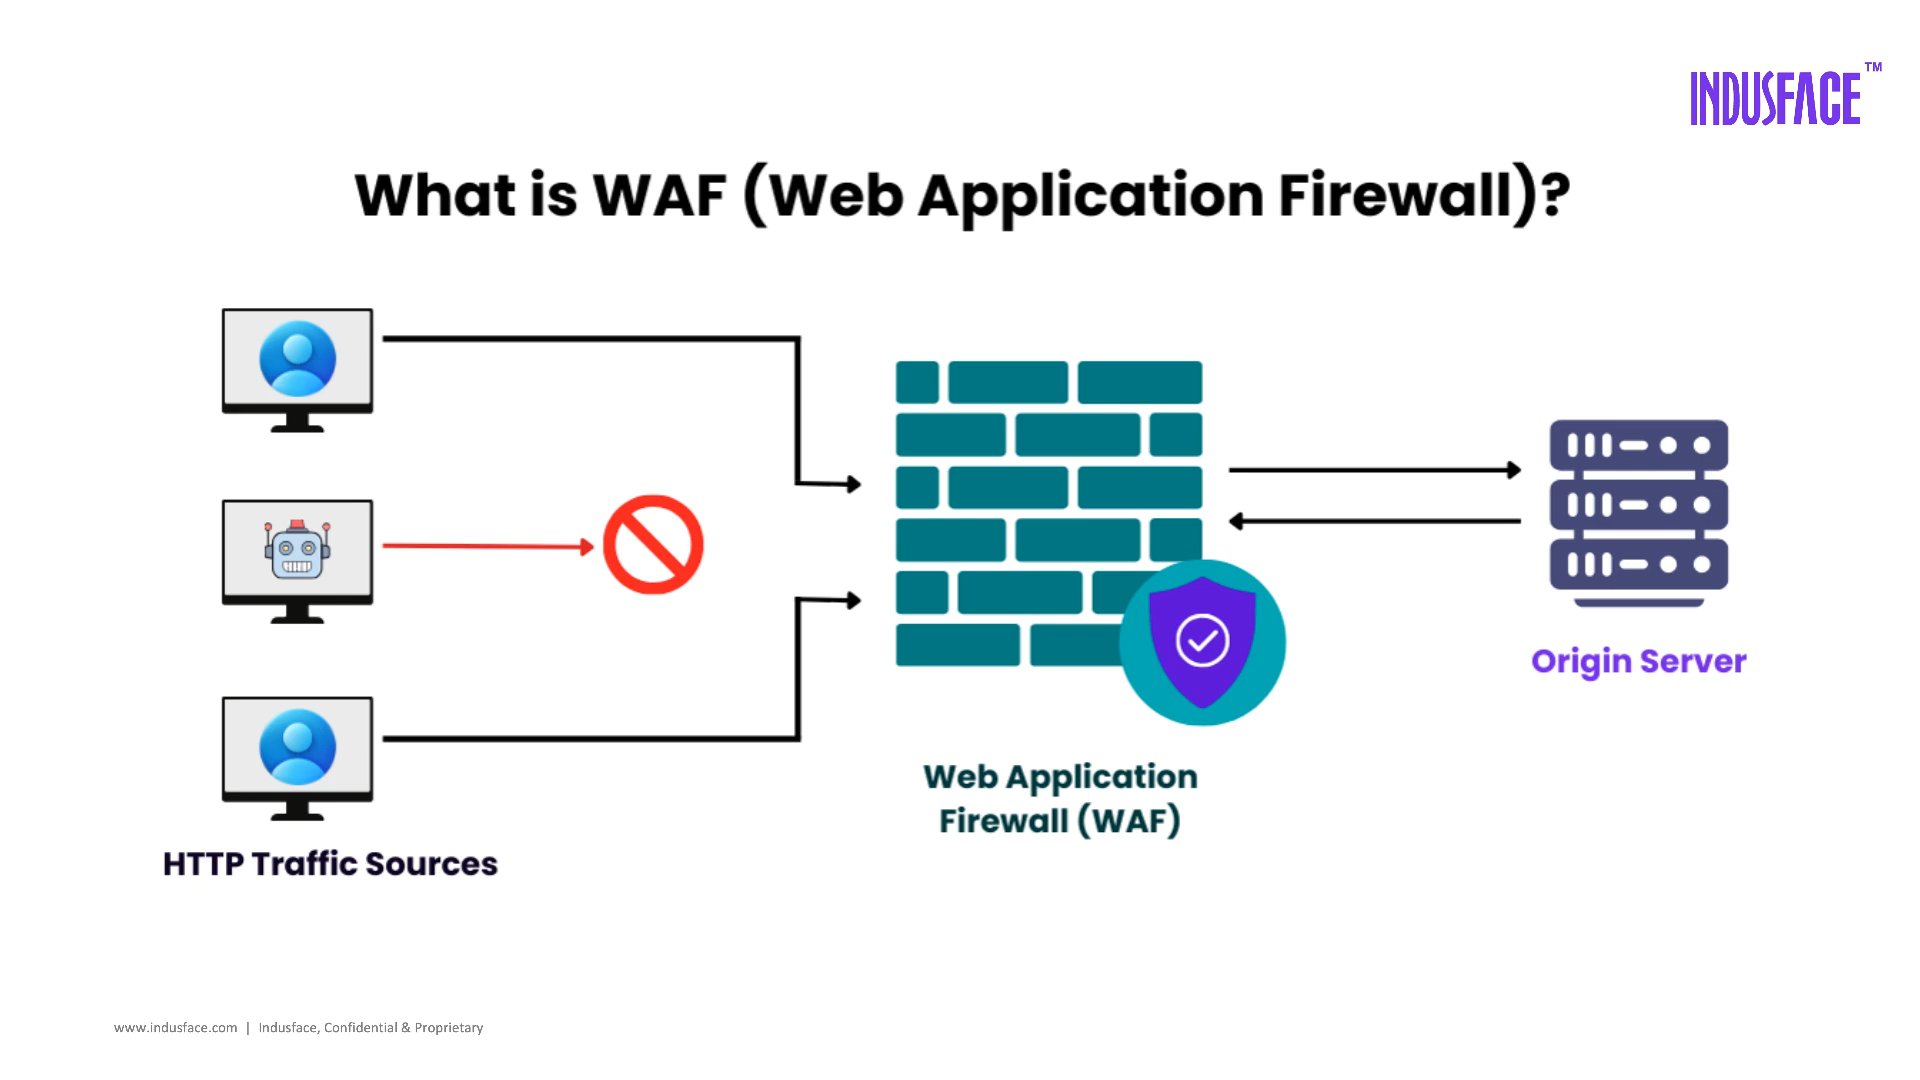 INDUSFACE™
What is WAF (Web Application Firewall)?
HTTP Traffic Sources
Web Application
Firewall (WAF)
Origin Server
www.indusface.com | Indusface, Confidential & Proprietary